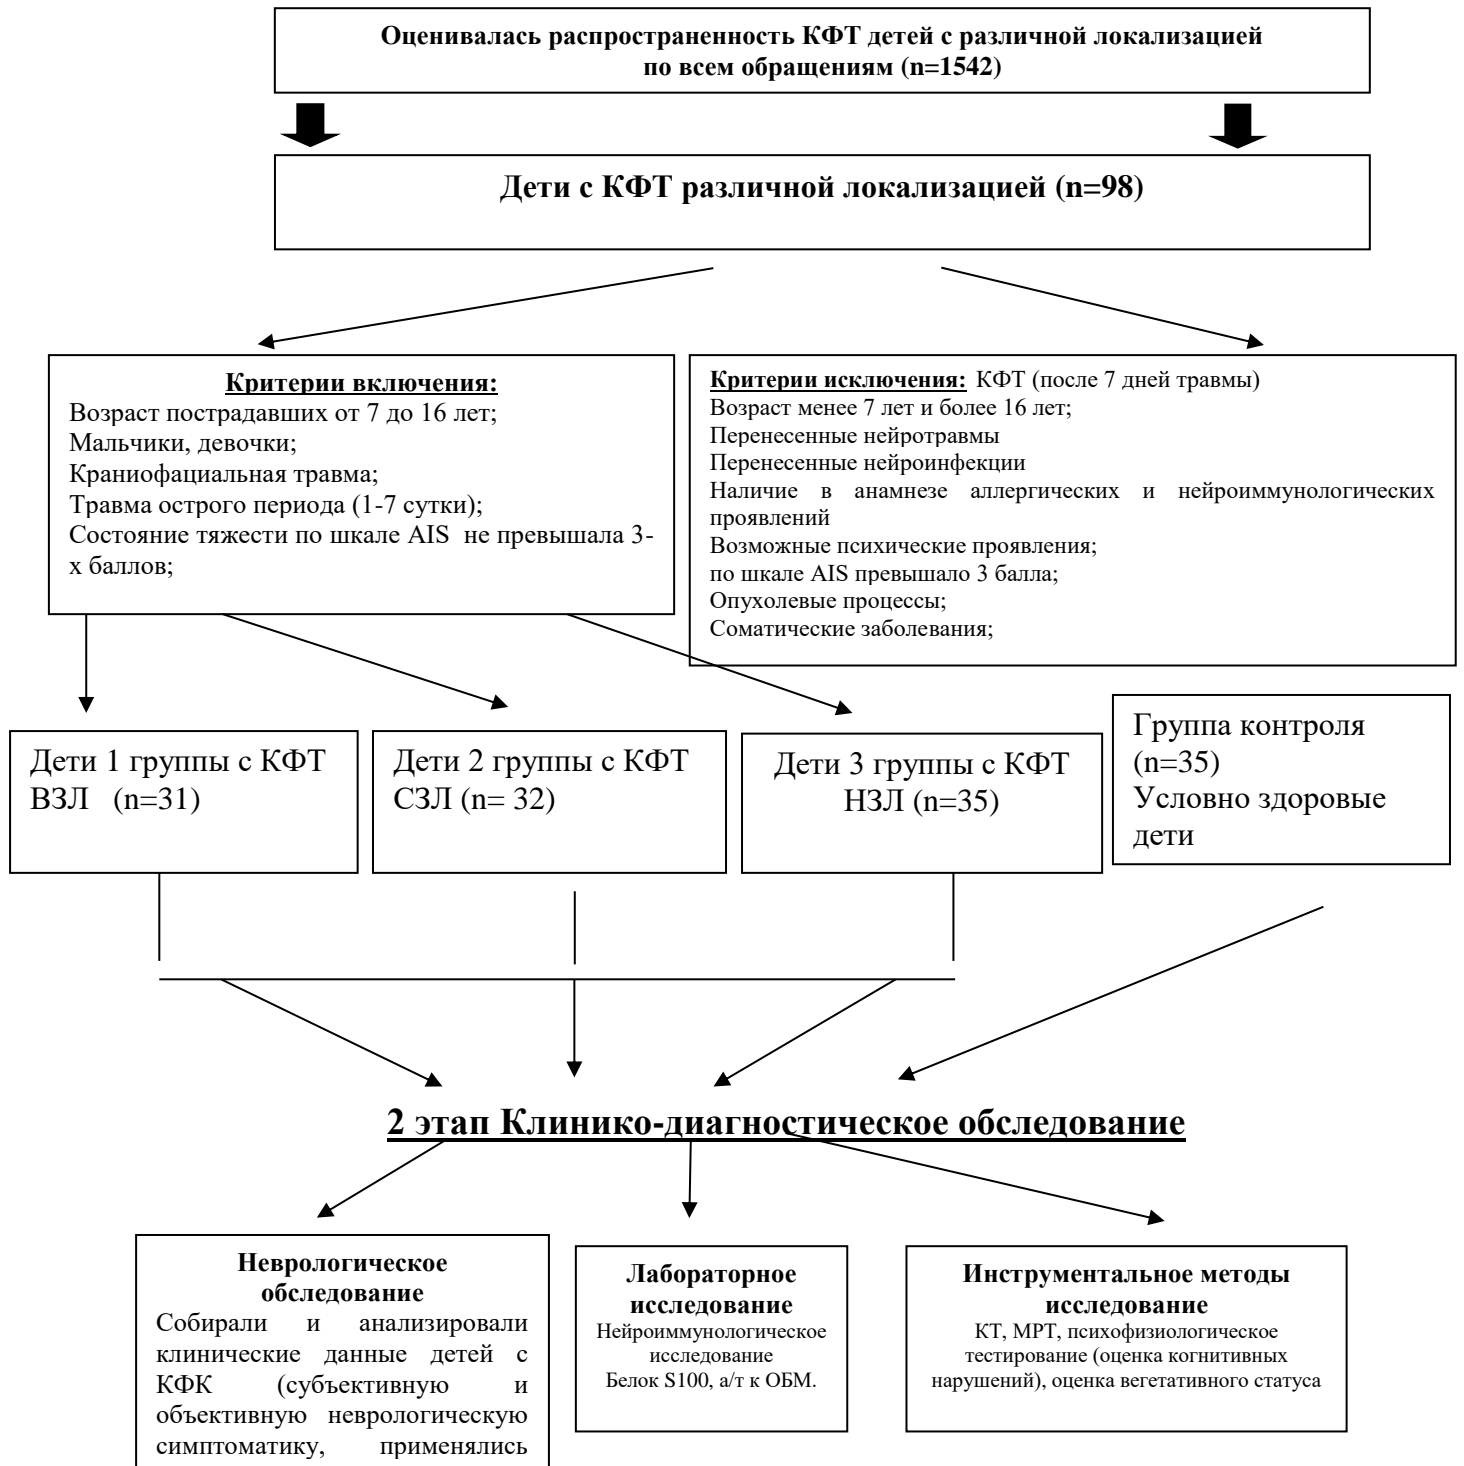 Оценивалась распространенность КФТ детей с различной локализацией
по всем обращениям (n=1542)
Дети с КФТ различной локализацией (n=98)
Критерии включения:
Возраст пострадавших от 7 до 16 лет;
Мальчики, девочки;
Краниофациальная травма;
Травма острого периода (1-7 сутки);
Состояние тяжести по шкале AIS не превышала 3-
х баллов;
Критерии исключения: КФТ (после 7 дней травмы)
Возраст менее 7 лет и более 16 лет;
Перенесенные нейротравмы
Перенесенные нейроинфекции
Наличие в анамнезе аллергических и нейроиммунологических
проявлений
Возможные психические проявления;
по шкале AIS превышало 3 балла;
Опухолевые процессы;
Соматические заболевания;
Дети 1 группы с КФТ
ВЗЛ (n=31)
Дети 2 группы с КФТ
СЗЛ (n= 32)
Дети 3 группы с КФТ
НЗЛ (n=35)
Группа контроля
(n=35)
Условно здоровые
дети
2 этап Клинико-диагностическое обследование
Неврологическое
обследование
Собирали и анализировали
клинические данные детей с
КФК (субъективную и
объективную неврологическую
симптоматику, применялись
Лабораторное
исследование
Нейроиммунологическое
исследование
Белок S100, а/т к ОБМ.
Инструментальное методы
исследование
КТ, МРТ, психофизиологическое
тестирование (оценка когнитивных
нарушений), оценка вегетативного статуса